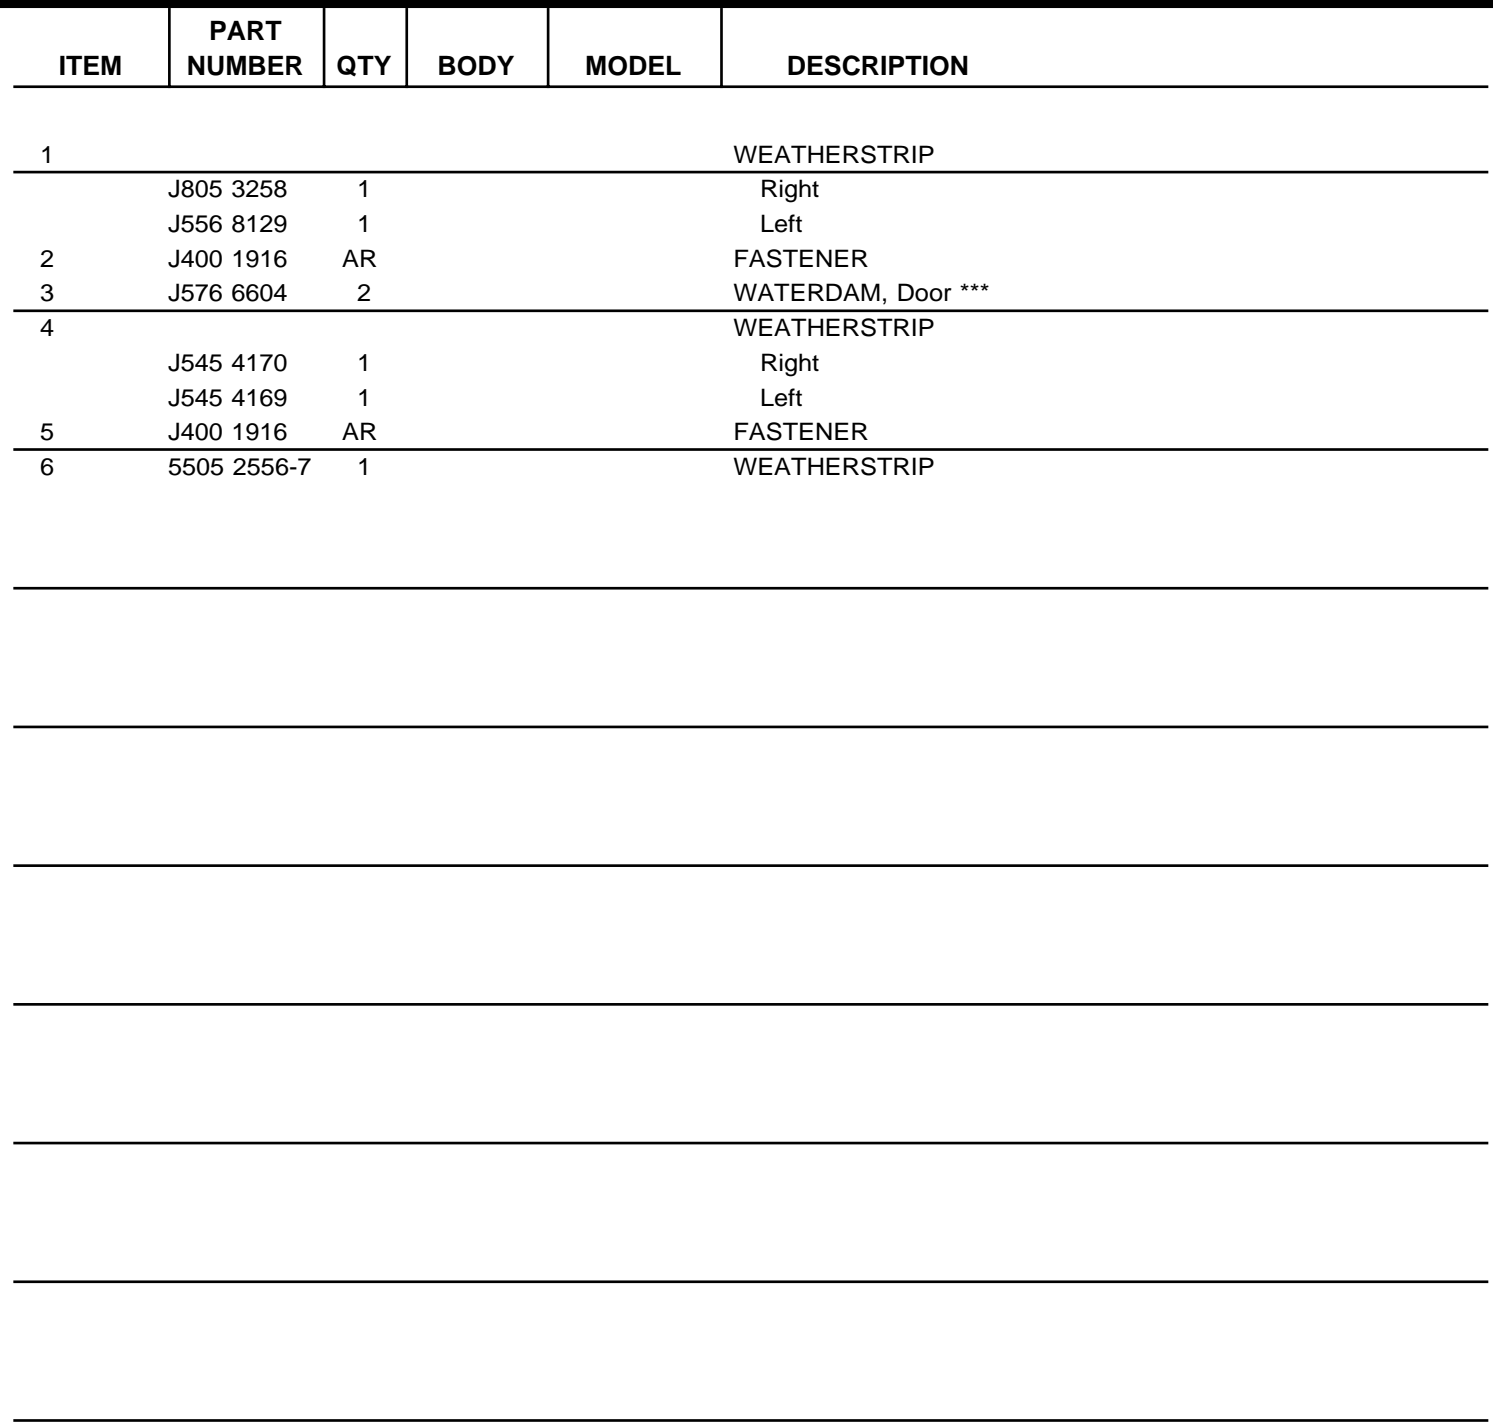 PART
ITEM NUMBER QTY BODY MODEL DESCRIPTION
1 WEATHERSTRIP
J805 3258 1 Right
J556 8129 1 Left
2 J400 1916 AR FASTENER
3 J576 6604 2 WATERDAM, Door ***
4 WEATHERSTRIP
J545 4170 1 Right
J545 4169 1 Left
5 J400 1916 AR FASTENER
6 5505 2556-7 1 WEATHERSTRIP